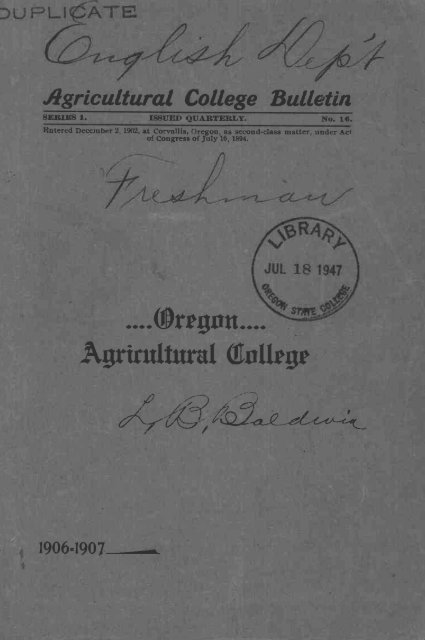 DUPLICATE
English Dep't
Agricultural College Bulletin
SERIES 1. ISSUED QUARTERLY. No. 16.
Entered December 2, 1902, at Corvallis, Oregon, as second-class matter, under Act
of Congress of July 16, 1894.
Freshman
LIBRARY
JUL 18 1947
OREGON STATE COLLEGE
....Oregon....
Agricultural College
L. B. Baldwin
1906-1907